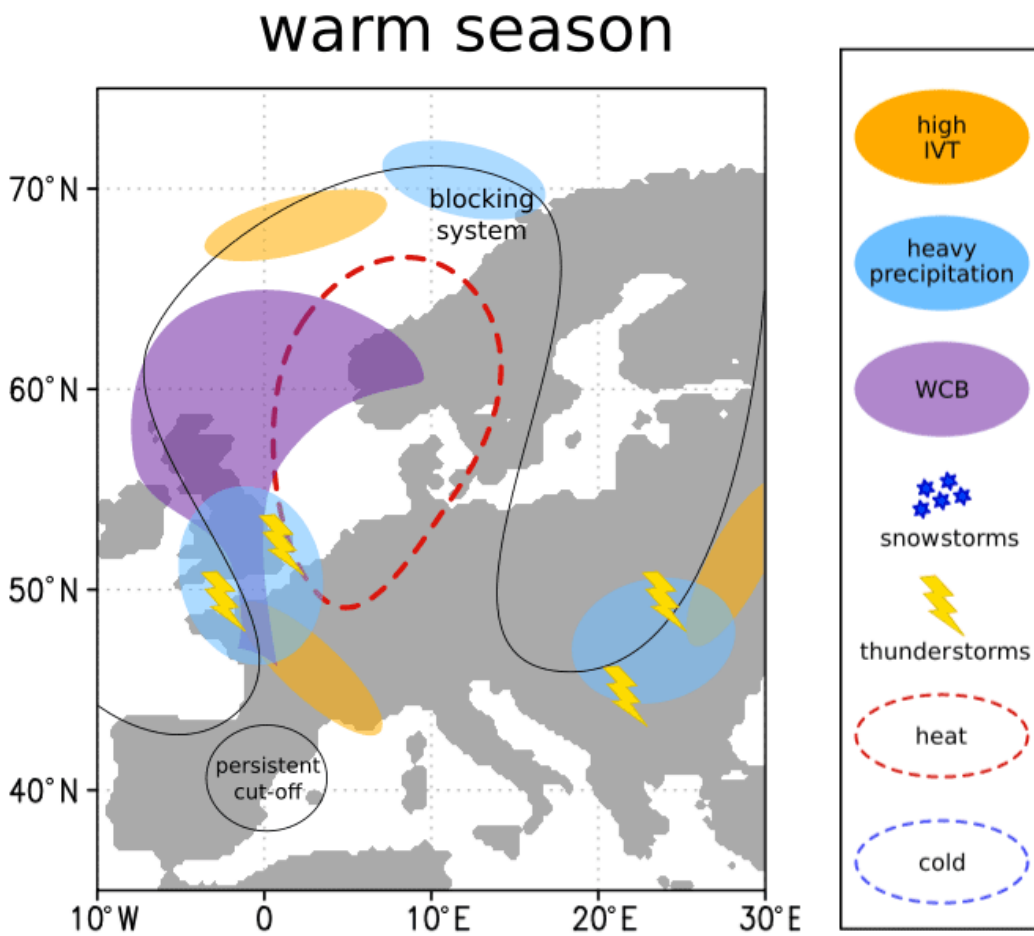 warm season
70°N
60°N
50°N
40°N
10°W
0
10°E
20°E
30°E
blocking
system
persistent
cut-off
high
IVT
heavy
precipitation
WCB
snowstorms
thunderstorms
heat
cold